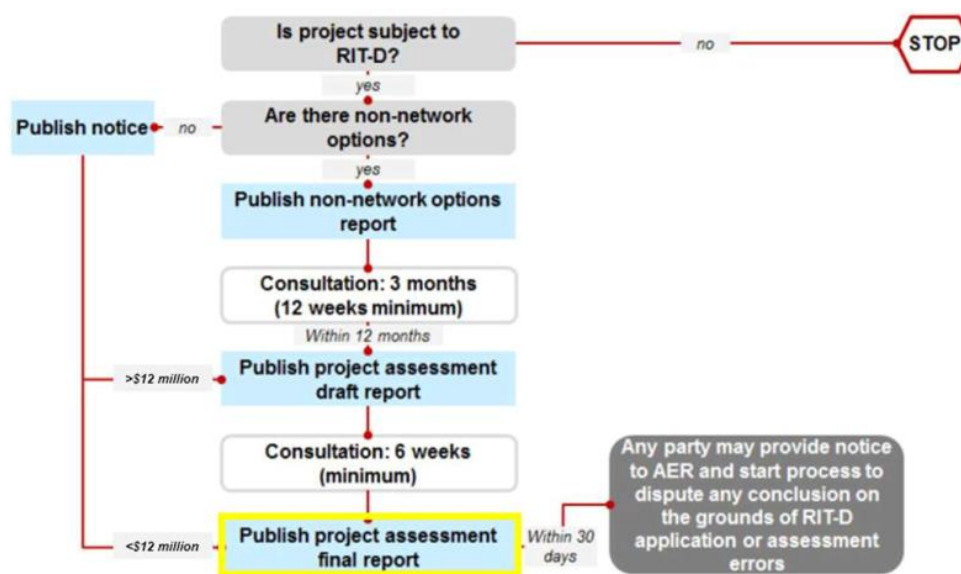 Is project subject to
RIT-D?
no
STOP
yes
Publish notice
no
Are there non-network
options?
yes
Publish non-network options
report
Consultation: 3 months
(12 weeks minimum)
Within 12 months
>$12 million
Publish project assessment
draft report
Consultation: 6 weeks
(minimum)
<$12 million
Publish project assessment
final report
Within 30
days
Any party may provide notice
to AER and start process to
dispute any conclusion on
the grounds of RIT-D
application or assessment
errors